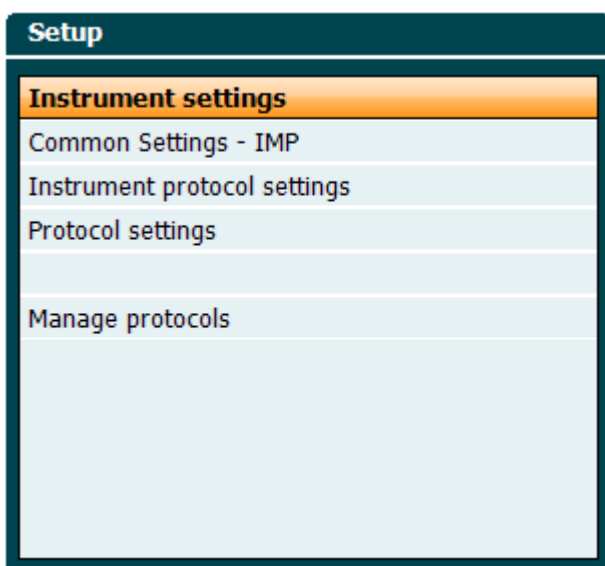 Setup
Instrument settings
Common Settings - IMP
Instrument protocol settings
Protocol settings
Manage protocols